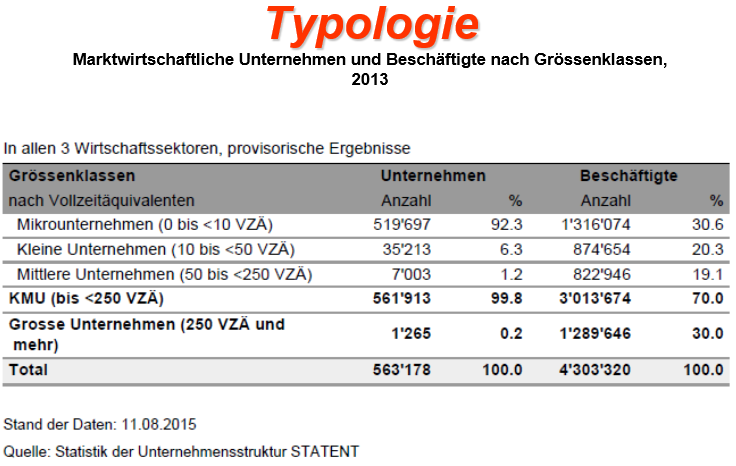 Typologie
Marktwirtschaftliche Unternehmen und Beschäftigte nach Grössenklassen,
2013
In allen 3 Wirtschaftssektoren, provisorische Ergebnisse
Grössenklassen Unternehmen Beschäftigte
nach Vollzeitäquivalenten Anzahl % Anzahl %
Mikrounternehmen (0 bis <10 VZÄ) 519'697 92.3 1'316'074 30.6
Kleine Unternehmen (10 bis <50 VZÄ) 35'213 6.3 874'654 20.3
Mittlere Unternehmen (50 bis <250 VZÄ) 7'003 1.2 822'946 19.1
KMU (bis <250 VZÄ) 561'913 99.8 3'013'674 70.0
Grosse Unternehmen (250 VZÄ und
mehr) 1'265 0.2 1'289'646 30.0
Total 563'178 100.0 4'303'320 100.0
Stand der Daten: 11.08.2015
Quelle: Statistik der Unternehmensstruktur STATENT